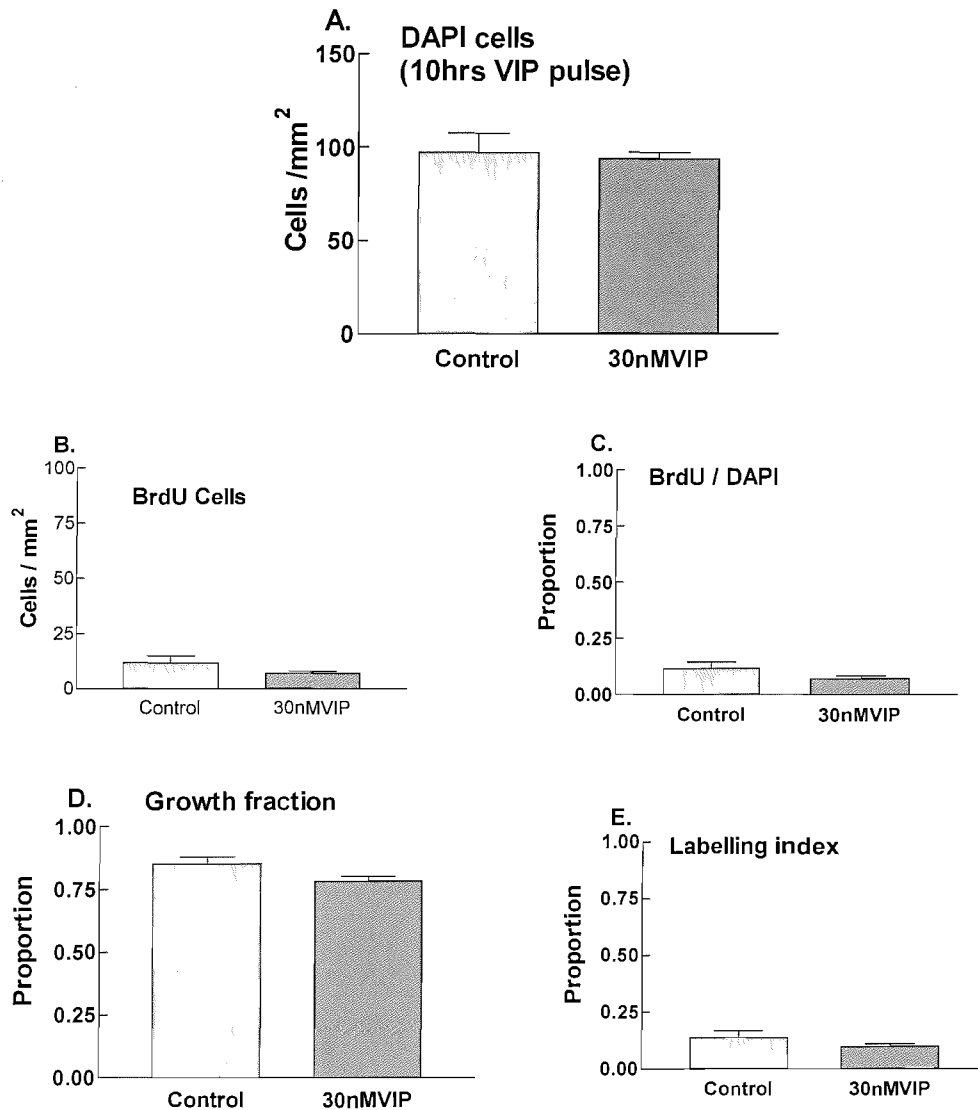 A.
DAPI cells
(10hrs VIP pulse)
150
100
50
0
Cells /mm²
Control
30nMVIP
B.
BrdU Cells
100
75
50
25
0
Cells / mm²
Control
30nMVIP
C.
BrdU / DAPI
1.00
0.75
0.50
0.25
0.00
Proportion
Control
30nMVIP
D.
Growth fraction
1.00
0.75
0.50
0.25
0.00
Proportion
Control
30nMVIP
E.
Labelling index
1.00
0.75
0.50
0.25
0.00
Proportion
Control
30nMVIP